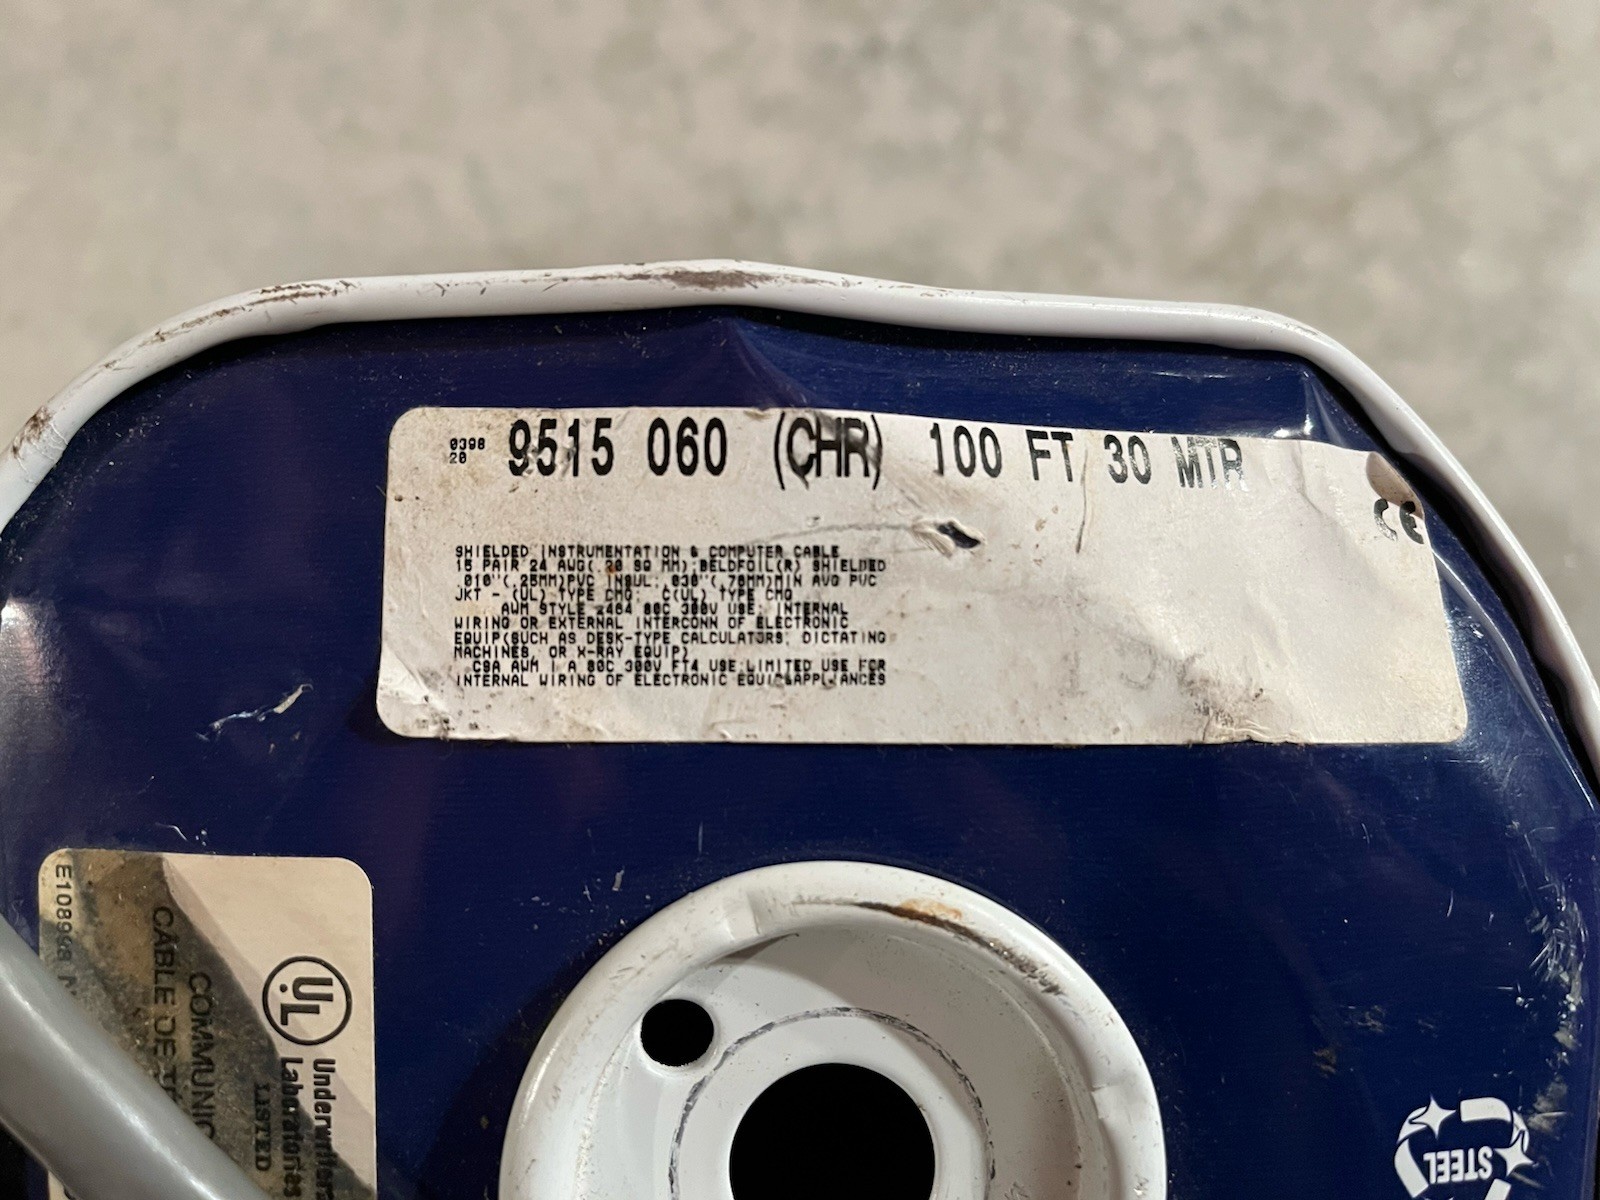 0398
20
9515 060 (CHR) 100 FT 30 MTR
CE
SHIELDED INSTRUMENTATION & COMPUTER CABLE
15 PAIR 24 AWG(.20 SQ MM);BELDFOIL(R) SHIELDED
.010"(.25MM)PVC INSUL; .030"(.76MM)MIN AVG PVC
JKT - (UL) TYPE CMG; C(UL) TYPE CMG
AWM STYLE 2464 80C 300V USE: INTERNAL
WIRING OR EXTERNAL INTERCONN OF ELECTRONIC
EQUIP(SUCH AS DESK-TYPE CALCULATORS, DICTATING
MACHINES, OR X-RAY EQUIP)
CSA AWM I A 80C 300V FT4 USE:LIMITED USE FOR
INTERNAL WIRING OF ELECTRONIC EQUIP&APPLIANCES
E108998
COMMUNIC
CABLE DE
UL
Underwriters
Laboratories
LISTED
STEEL